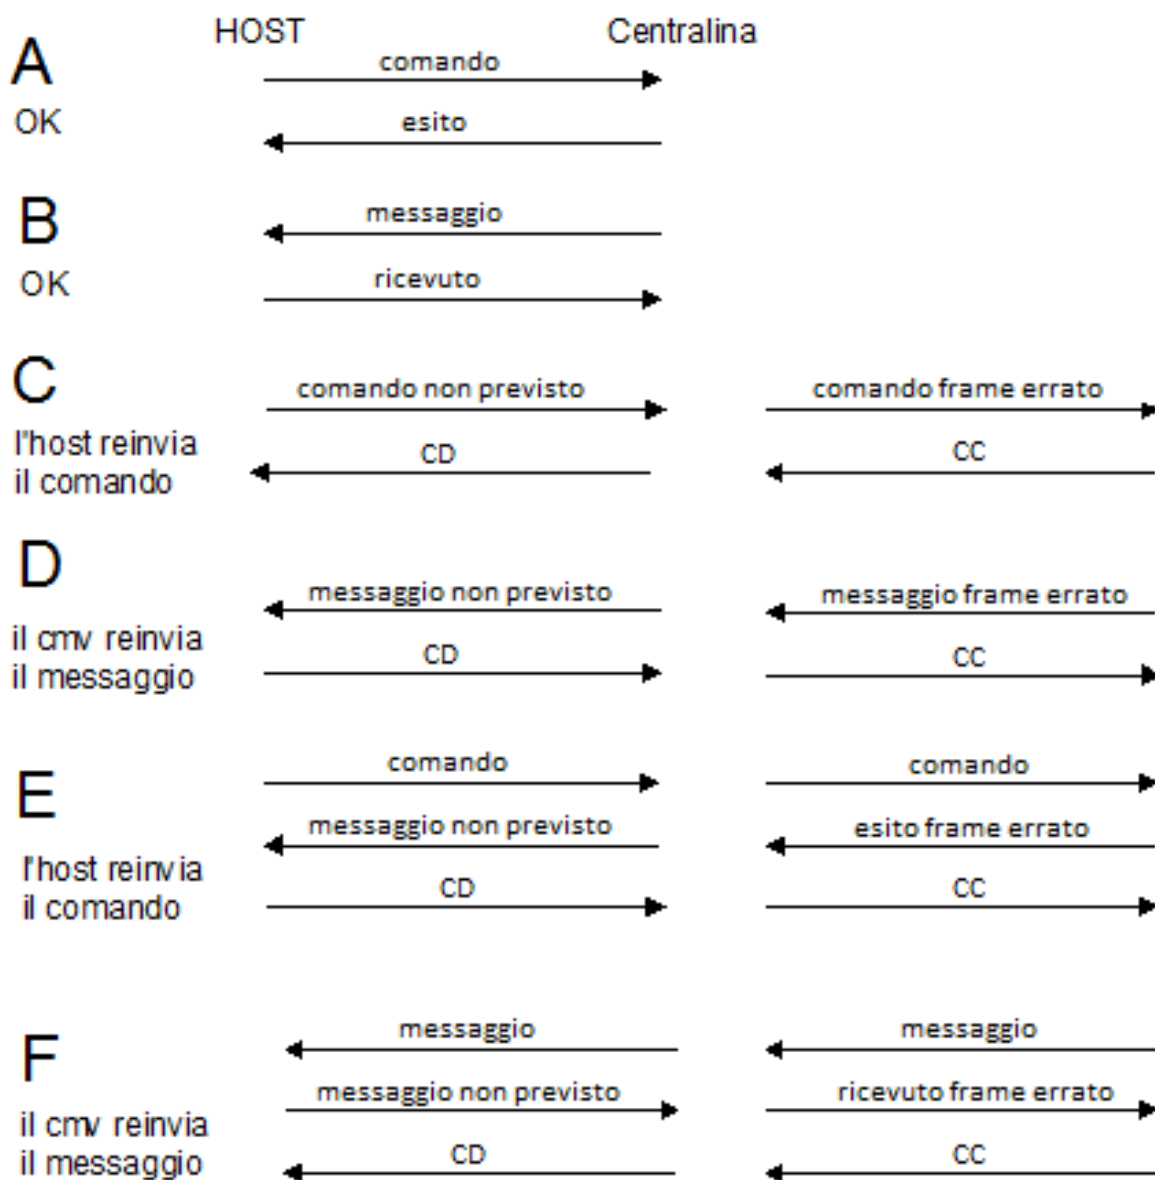 HOST Centralina
A
comando
OK
esito
B
messaggio
OK
ricevuto
C
comando non previsto comando frame errato
l'host reinvia
il comando
CD CC
D
messaggio non previsto messaggio frame errato
il cmv reinvia
il messaggio
CD CC
E
comando comando
messaggio non previsto esito frame errato
l'host reinvia
il comando
CD CC
F
messaggio messaggio
messaggio non previsto ricevuto frame errato
il cmv reinvia
il messaggio
CD CC